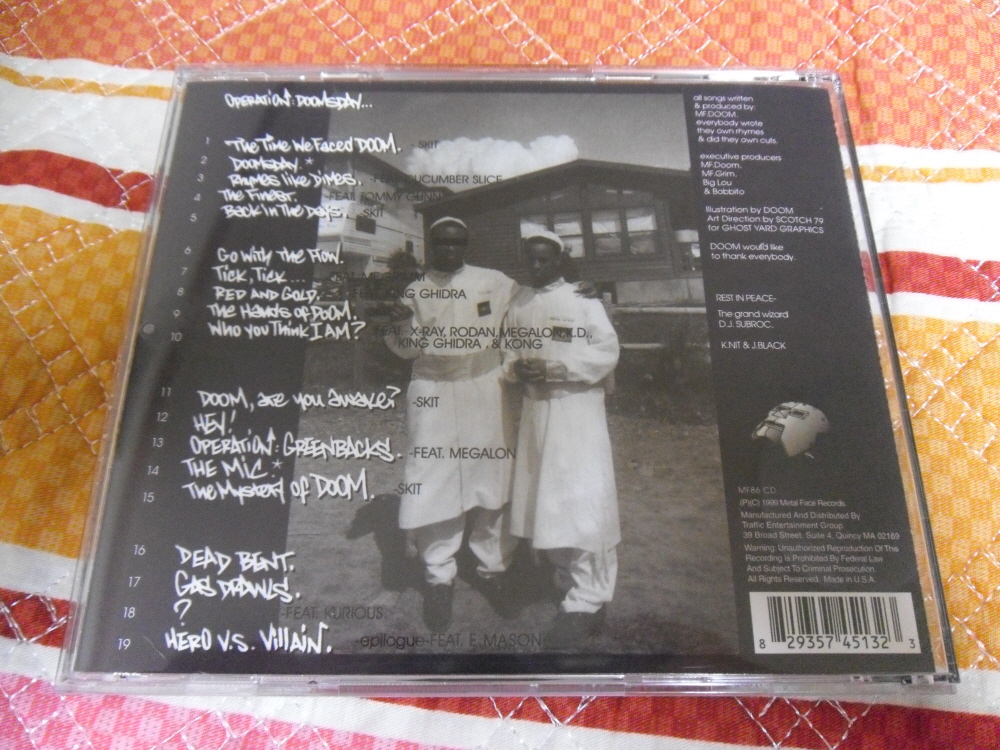 OPERATION: DOOMSDAY...
1 The Time We Faced DOOM. -SKIT
2 DOOMSDAY.*
3 Rhymes Like Dimes. -FEAT. CUCUMBER SLICE
4 The Finest. -FEAT. TOMMY GUNN
5 Back in the Days. -SKIT
6 Go With the Flow.
7 Tick, Tick.... -FEAT. MF GRIMM
8 RED AND GOLD. -FEAT. KING GHIDRA
9 The Hands of DOOM.
10 Who you Think I AM? -FEAT. X-RAY, RODAN, MEGALON, K.D.,
KING GHIDRA , & KONG
11 DOOM, are you awake? -SKIT
12 HEY!
13 OPERATION: GREENBACKS. -FEAT. MEGALON
14 THE MIC.*
15 The Mystery of DOOM. -SKIT
16 DEAD BENT.
17 GAS DRAWLS.
18 ? -FEAT. KURIOUS
19 HERO V.S. VILLAIN. -epilogue-FEAT. E. MASON
all songs written
& produced by:
MF.DOOM.
everybody wrote
they own rhymes
& did they own cuts.
executive producers
MF.Doom.
MF.Grim.
Big Lou
& Bobbito
Illustration by DOOM
Art Direction by SCOTCH 79
for GHOST YARD GRAPHICS
DOOM would like
to thank everybody.
REST IN PEACE-
The grand wizard
D.J. SUBROC.
K.NIT & J.BLACK
MF86 CD
(P)(C) 1999 Metal Face Records.
Manufactured And Distributed By
Traffic Entertainment Group
39 Broad Street, Suite 4, Quincy MA 02169
Warning: Unauthorized Reproduction Of This
Recording is Prohibited By Federal Law
And Subject To Criminal Prosecution.
All Rights Reserved. Made in U.S.A.
8 29357 45132 3